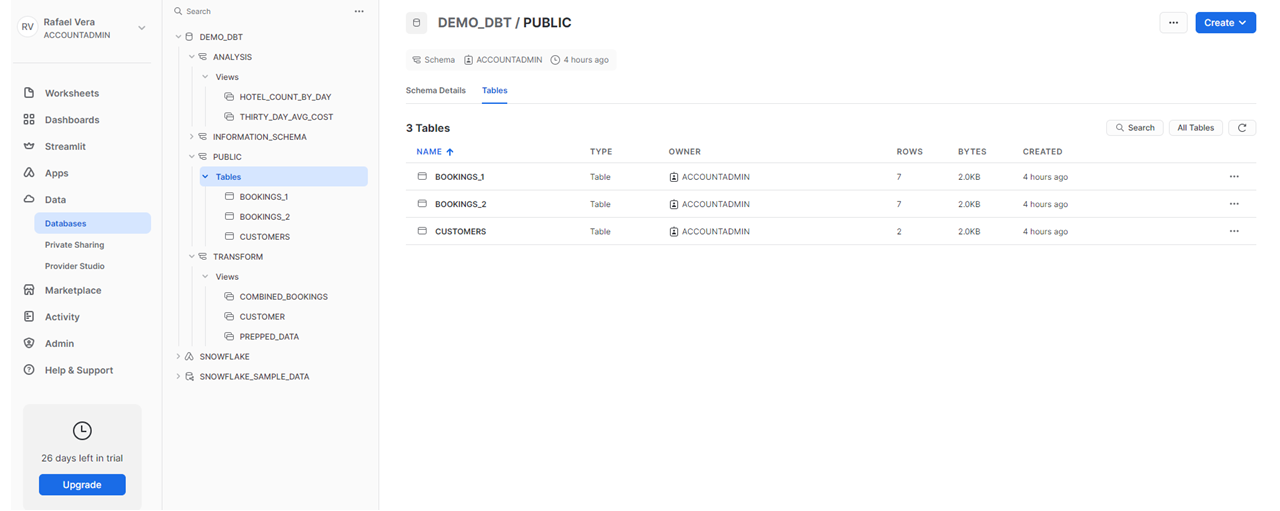 RV
Rafael Vera
ACCOUNTADMIN
Worksheets
Dashboards
Streamlit
Apps
Data
Databases
Private Sharing
Provider Studio
Marketplace
Activity
Admin
Help & Support
26 days left in trial
Upgrade
Search
DEMO_DBT
ANALYSIS
Views
HOTEL_COUNT_BY_DAY
THIRTY_DAY_AVG_COST
INFORMATION_SCHEMA
PUBLIC
Tables
BOOKINGS_1
BOOKINGS_2
CUSTOMERS
TRANSFORM
Views
COMBINED_BOOKINGS
CUSTOMER
PREPPED_DATA
SNOWFLAKE
SNOWFLAKE_SAMPLE_DATA
DEMO_DBT / PUBLIC
Create
Schema ACCOUNTADMIN 4 hours ago
Schema Details Tables
3 Tables
Search All Tables
NAME TYPE OWNER ROWS BYTES CREATED
BOOKINGS_1 Table ACCOUNTADMIN 7 2.0KB 4 hours ago
BOOKINGS_2 Table ACCOUNTADMIN 7 2.0KB 4 hours ago
CUSTOMERS Table ACCOUNTADMIN 2 2.0KB 4 hours ago